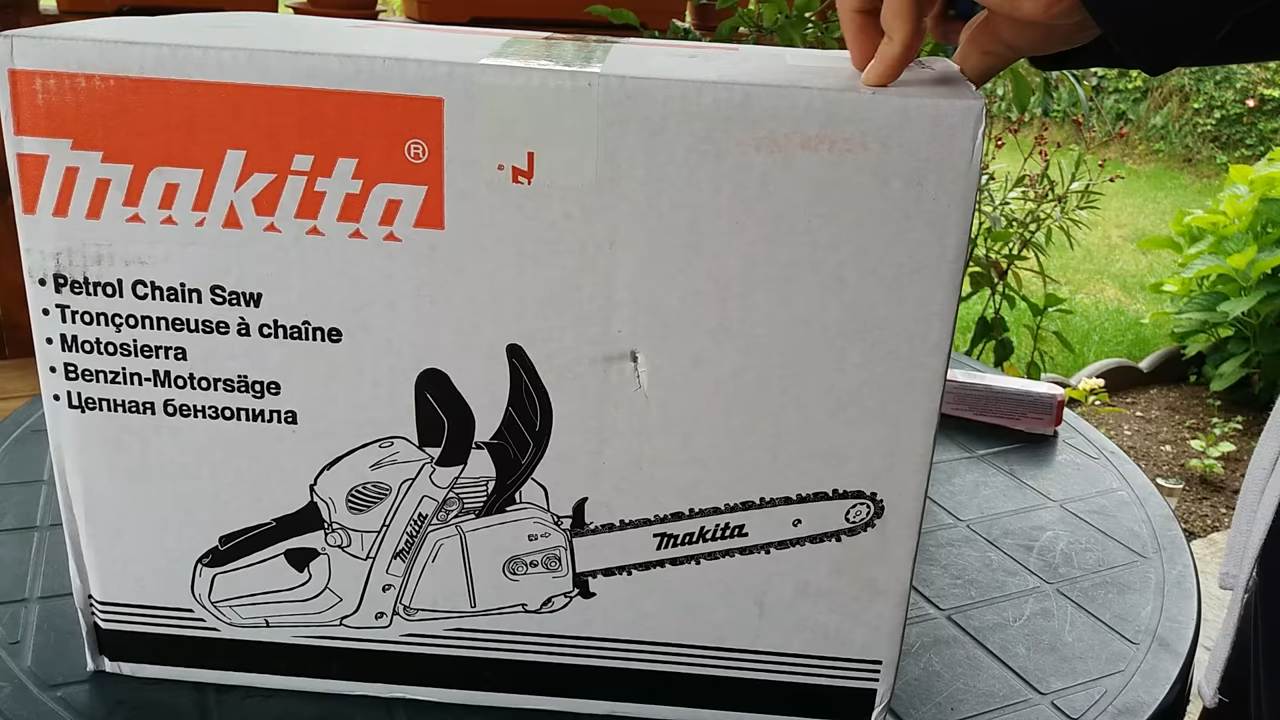 makita®
• Petrol Chain Saw
• Tronçonneuse à chaîne
• Motosierra
• Benzin-Motorsäge
• Цепная бензопила
makita
makita